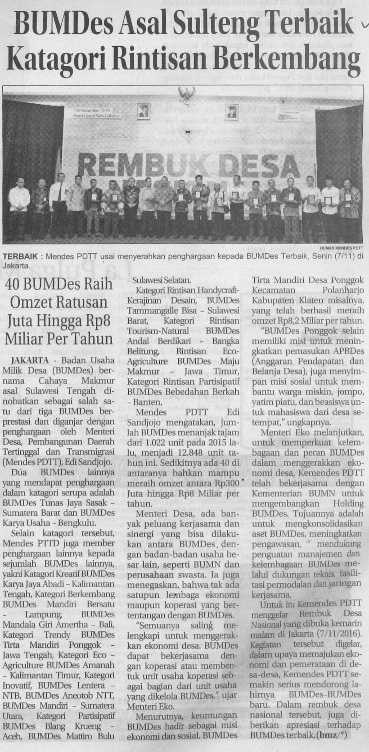 BUMDes Asal Sulteng Terbaik
Katagori Rintisan Berkembang
REMBUK DESA
HUMAS MENDES PDTT
TERBAIK : Mendes PDTT usai menyerahkan penghargaan kepada BUMDes Terbaik, Senin (7/11) di
Jakarta.
40 BUMDes Raih
Omzet Ratusan
Juta Hingga Rp8
Miliar Per Tahun
JAKARTA - Badan Usaha
Milik Desa (BUMDes) ber-
nama Cahaya Makmur
asal Sulawesi Tengah di-
nobatkan sebagai salah sa-
tu dari tiga BUMDes ber-
prestasi dan diganjar dengan
penghargaan oleh Menteri
Desa, Pembangunan Daerah
Tertinggal dan Transmigrasi
(Mendes PDTT), Edi Sandjojo.
Dua BUMDes lainnya
yang mendapat penghargaan
dalam katagori serupa adalah
BUMDes Tunas Jaya Sasak -
Sumatera Barat dan BUMDes
Karya Usaha - Bengkulu.
Selain katagori tersebut,
Mendes PTTD juga member
penghargaan lainnya kepada
sejumlah BUMDes lainnya,
yakni Katagori Kreatif BUMDes
Karya Jaya Abadi - Kalimantan
Tengah, Kategori Berkembang
BUMDes Mandiri Bersatu
- Lampung, BUMDes
Mandala Giri Amertha - Bali,
Kategori Trendy BUMDes
Tirta Mandiri Ponggok -
Jawa Tengah, Kategori Eco -
Agriculture BUMDes Amanah
- Kalimantan Timur, Kategori
Inovatif, BUMDes Lentera -
NTB, BUMDes Anotob NTT,
BUMDes Mandiri - Sumatera
Utara, Kategori Partisipatif
BUMDes Blang Krueng -
Aceh, BUMDes Mattiro Bulu
Sulawesi Selatan.
Kategori Rintisan Handycraft-
Kerajinan Desain, BUMDes
Tammangalle Bisa - Sulawesi
Barat, Kategori Rintisan
Tourism-Natural BUMDes
Andal Berdikari - Bangka
Belitung, Rintisan Eco-
Agriculture BUMDes Maju
Makmur - Jawa Timur,
Kategori Rintisan Partisipatif
BUMDes Bebedahan Berkah
- Banten.
Mendes PDTT Edi
Sandjojo mengatakan, jum-
lah BUMDes menanjak tajam
dari 1.022 unit pada 2015 la-
lu, menjadi 12.848 unit tahun
ini. Sedikitmya ada 40 di
antaranya bahkan mampu
meraih omzet antara Rp300
Juta hingga Rp8 Miliar per
tahun.
Menteri Desa, ada ban-
yak peluang kerjasama dan
sinergi yang bisa dilaku-
kan antara BUMDes, den-
gan badan-badan usaha be-
sar lain, seperti BUMN dan
perusahaan swasta. Ia juga
menegaskan, bahwa tak ada
satupun lembaga ekonomi
maupun koperasi yang ber-
tentangan dengan BUMDes.
"Semuanya saling me-
lengkapi untuk menggerak-
kan ekonomi desa. BUMDes
dapat bekerjasama dengan
koperasi atau memben-
tuk unit usaha koperasi seb-
agai bagian dari unit usaha
yang dikelola BUMDes," ujar
Menteri Eko.
Menurutnya, keuntungan
BUMDes hadir sebagai misi
ekonomi dan sosial. BUMDes
Tirta Mandiri Desa Ponggok
Kecamatan Polanharjo
Kabupaten Klaten misalnya,
yang telah berhasil meraih
omzet Rp8,2 Miliar per tahun.
"BUMDes Ponggok selain
memiliki misi untuk meni-
ngkatkan pemasukan APBDes
(Anggaran Pendapatan dan
Belanja Desa), juga menyim-
pan misi sosial untuk mem-
bantu warga miskin, jompo,
yatim piatu, dan beasiswa un-
tuk mahasiswa dari desa se-
tempat," ungkapnya.
Menteri Eko melanjutkan,
untuk memperkuat kelem-
bagaan dan peran BUMDes
dalam menggerakkan eko-
nomi desa, Kemendes PDTT
telah bekerjasama dengan
Kementerian BUMN untuk
mengembangkan Holding
BUMDes. Tujuannya adalah
untuk mengkonsolidasikan
aset BUMDes, meningkatkan
pengawasan, mendukung
penguatan manajemen dan
kelembagaan BUMDes me-
lalui dukungan teknis, fasili-
tasi permodalan dan jaringan
kerjasama.
Untuk itu Kemendes PDTT
menggelar Rembuk Desa
Nasional yang dibuka kemarin
malam di Jakarta (7/11/2016).
Kegiatan tersebut digelar,
dalam upaya memajukan eko-
nomi dan pemerataan di de-
sa-desa, Kemendes PDTT se-
makin serius mendorong la-
hirnya BUMDes-BUMDes
baru. Dalam rembuk desa
nasional tersebut, juga di-
berikan apresiasi terhadap
BUMDes terbaik.(bmz/*)